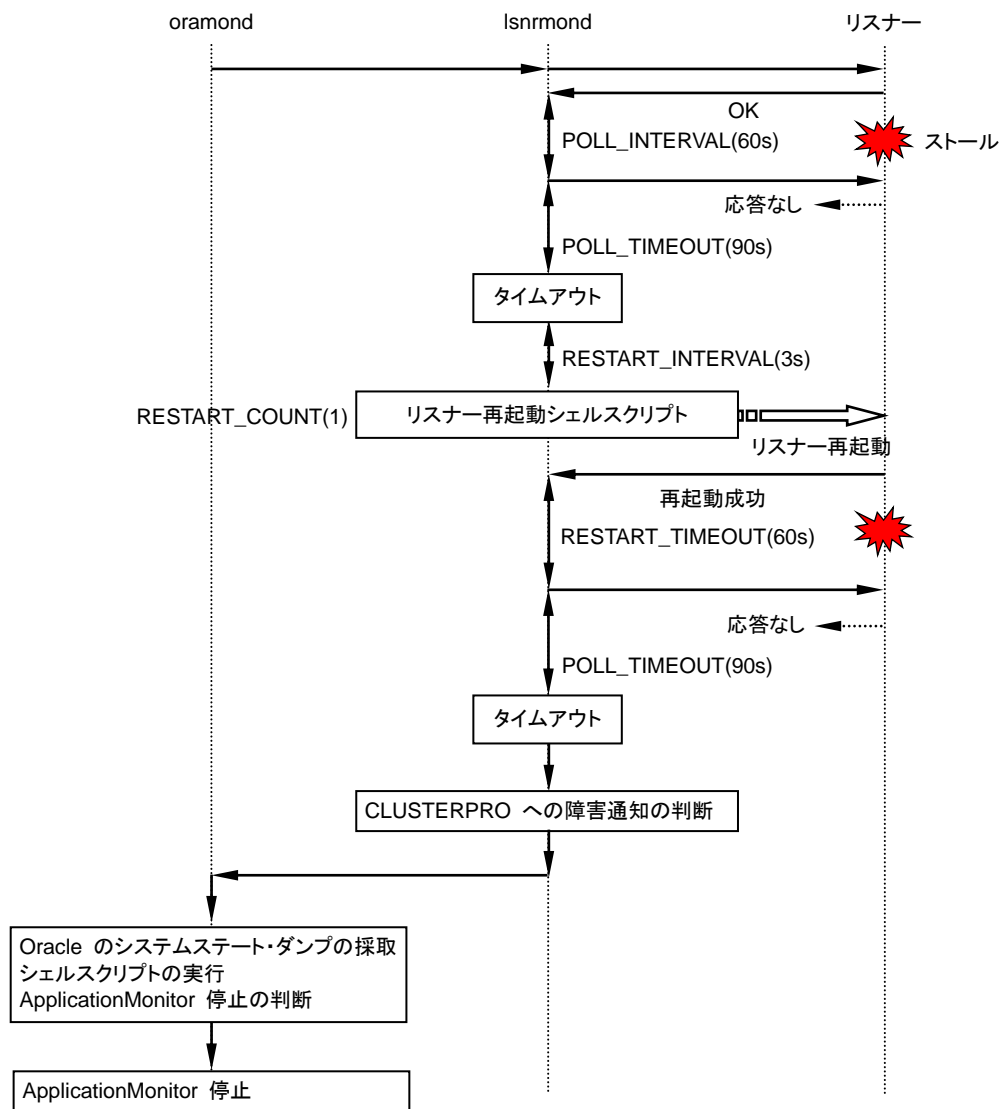 oramond
lsnrmond
リスナー
OK
POLL_INTERVAL(60s)
ストール
応答なし
POLL_TIMEOUT(90s)
タイムアウト
RESTART_INTERVAL(3s)
RESTART_COUNT(1)
リスナー再起動シェルスクリプト
リスナー再起動
再起動成功
RESTART_TIMEOUT(60s)
応答なし
POLL_TIMEOUT(90s)
タイムアウト
CLUSTERPRO への障害通知の判断
Oracle のシステムステート・ダンプの採取
シェルスクリプトの実行
ApplicationMonitor 停止の判断
ApplicationMonitor 停止